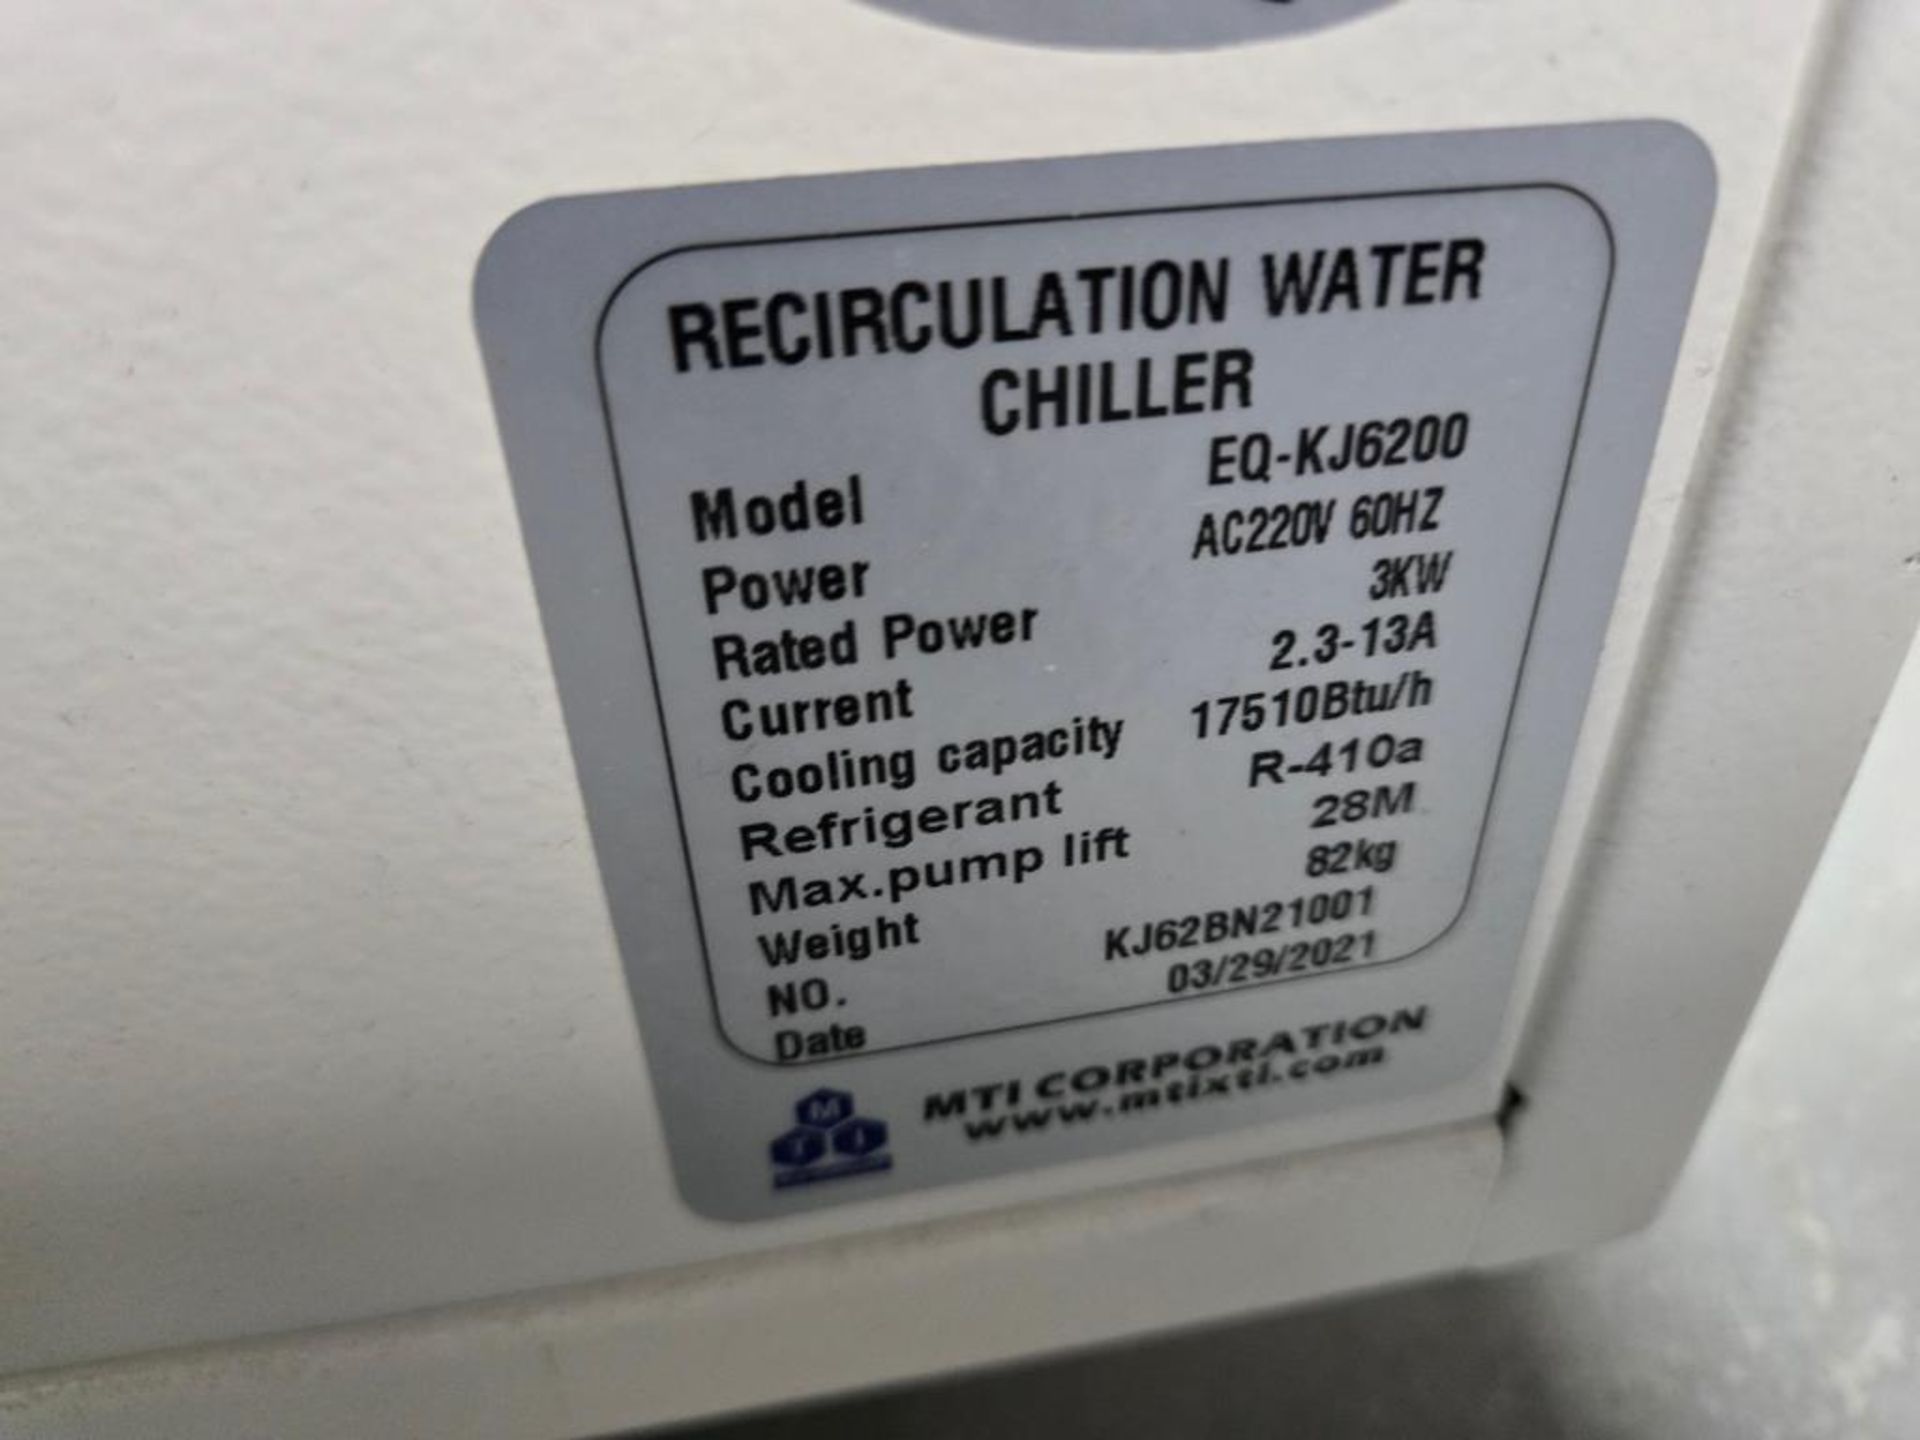 RECIRCULATION WATER
CHILLER
Model EQ-KJ6200
Power AC220V 60HZ
Rated Power 3KW
Current 2.3-13A
Cooling capacity 17510Btu/h
Refrigerant R-410a
Max.pump lift 28M
Weight 82kg
NO. KJ62BN21001
Date 03/29/2021
MTI CORPORATION
www.mtixtl.com
M
T I